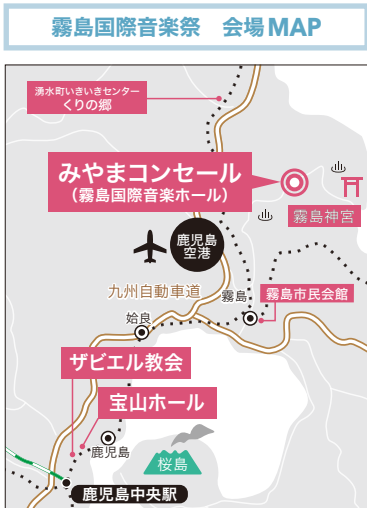 霧島国際音楽祭 会場MAP
湧水町いきいきセンター
くりの郷
みやまコンセール
(霧島国際音楽ホール)
霧島神宮
鹿児島
空港
九州自動車道
霧島
霧島市民会館
姶良
ザビエル教会
宝山ホール
鹿児島
桜島
鹿児島中央駅